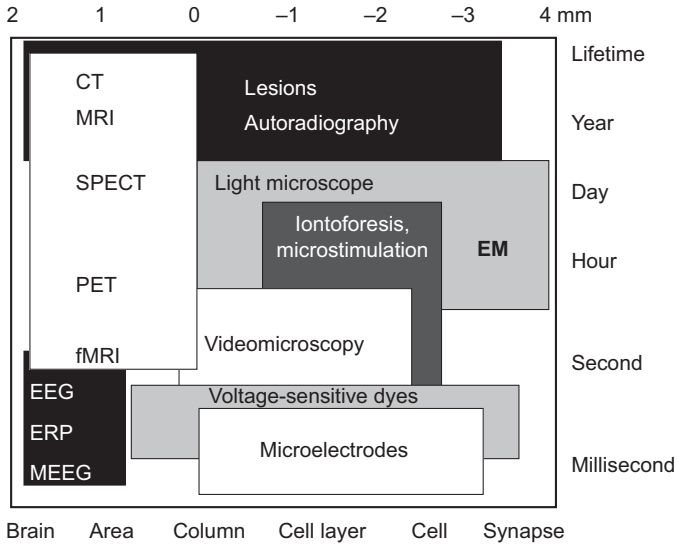 2 1 0 –1 –2 –3 4 mm
Lifetime
CT
Lesions
MRI
Autoradiography
Year
SPECT
Light microscope
Day
Iontoforesis,
microstimulation
EM
Hour
PET
Videomicroscopy
fMRI
Second
EEG
Voltage-sensitive dyes
ERP
Microelectrodes
MEEG
Millisecond
Brain Area Column Cell layer Cell Synapse